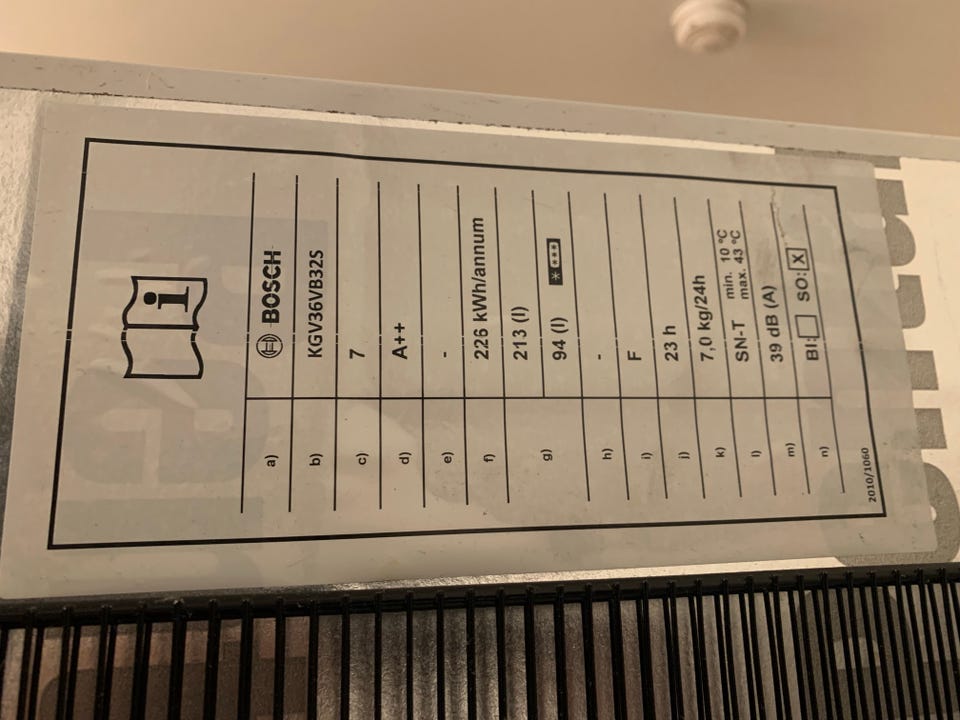 i
a) BOSCH
b) KGV36VB32S
c) 7
d) A++
e) -
f) 226 kWh/annum
g) 213 (l)
94 (l) * ***
h) -
i) F
j) 23 h
k) 7,0 kg/24h
l) SN-T min. 10 °C
max. 43 °C
m) 39 dB (A)
n) BI: SO: X
2010/1060